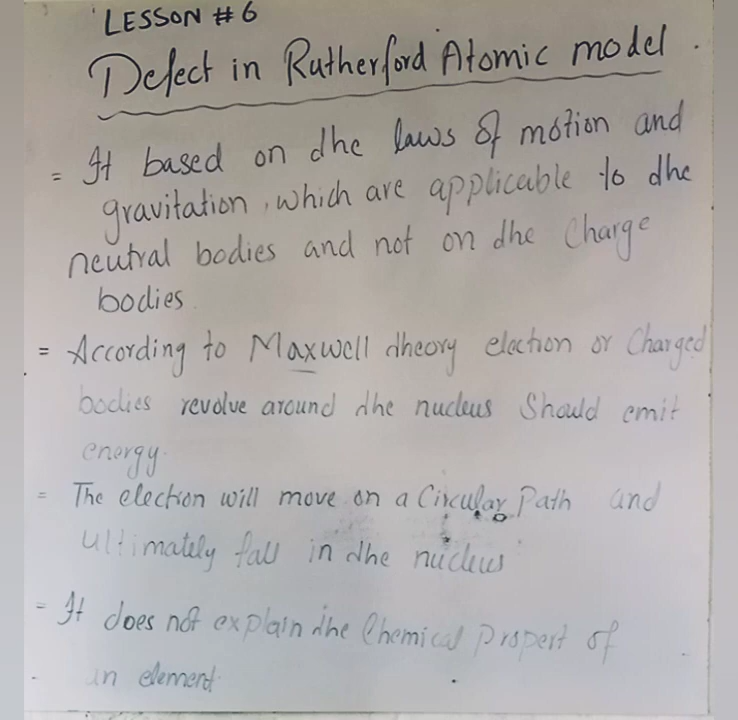 LESSON # 6
Defect in Rutherford Atomic model.
= It based on dhe laws of motion and
gravitation, which are applicable to dhe
neutral bodies and not on dhe Charge
bodies.
= According to Maxwell dheory election or Charged
bodies revolve around dhe nucleus Should emit
energy.
= The election will move on a Circular Path and
Ultimately fall in dhe nucleus
= It does not explain dhe Chemical Propert of
an element.